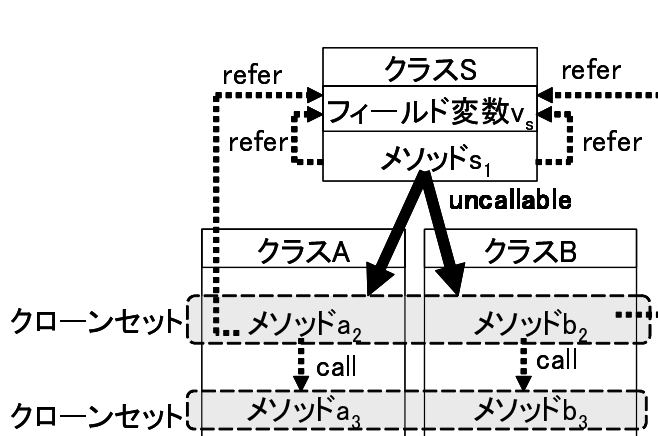 クラスS
refer
refer
フィールド変数vs
refer
refer
メソッドs1
uncallable
クラスA
クラスB
クローンセット
メソッドa2
メソッドb2
call
call
クローンセット
メソッドa3
メソッドb3